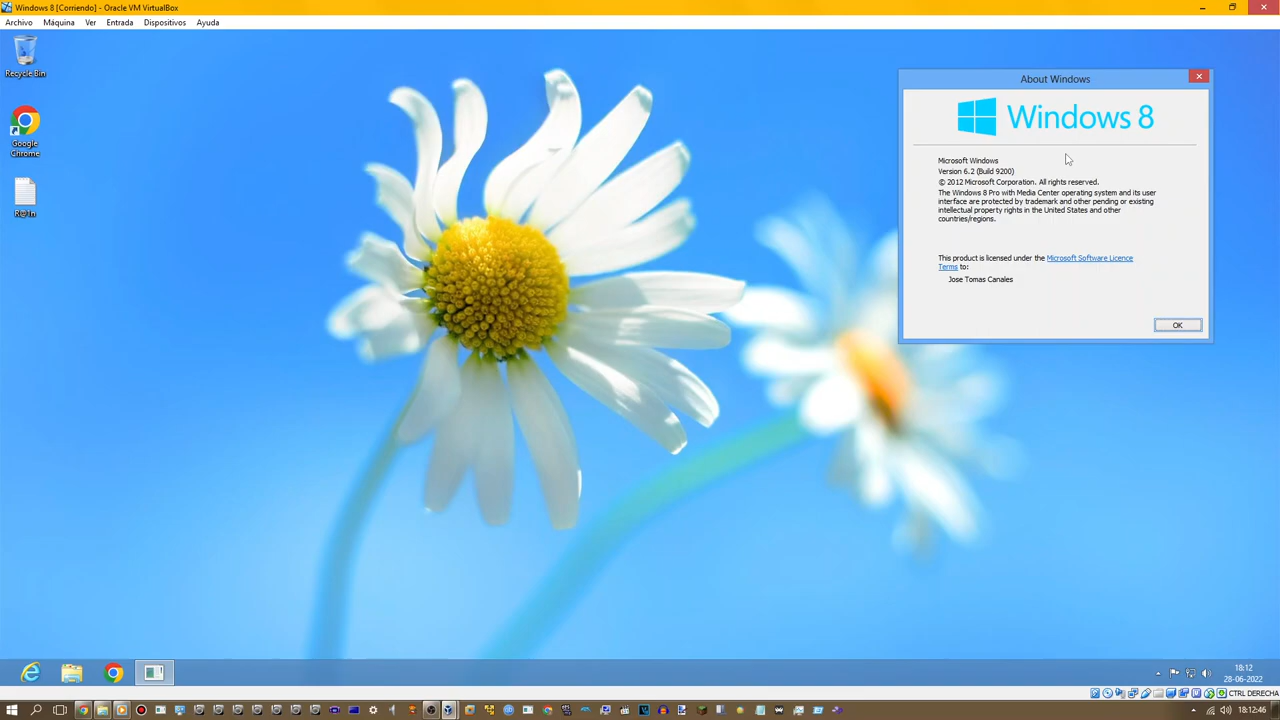 Windows 8 [Corriendo] - Oracle VM VirtualBox
Archivo Máquina Ver Entrada Dispositivos Ayuda
Recycle Bin
Google
Chrome
R@1n
About Windows
Windows 8
Microsoft Windows
Version 6.2 (Build 9200)
© 2012 Microsoft Corporation. All rights reserved.
The Windows 8 Pro with Media Center operating system and its user
interface are protected by trademark and other pending or existing
intellectual property rights in the United States and other
countries/regions.
This product is licensed under the Microsoft Software Licence
Terms to:
Jose Tomas Canales
OK
18:12
28-06-2022
CTRL DERECHA
18:12:46